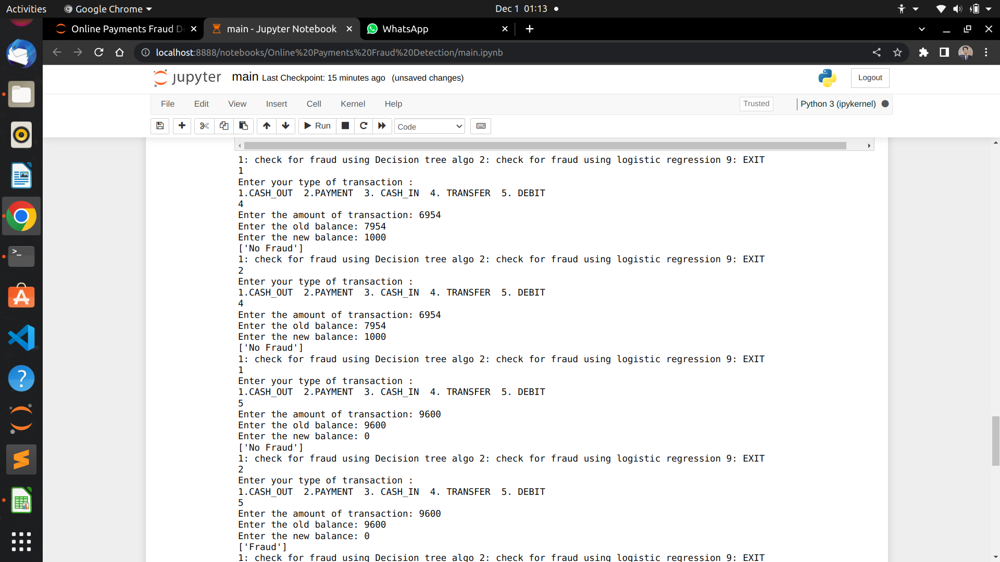 Activities Google Chrome Dec 1 01:13
Online Payments Fraud De main - Jupyter Notebook WhatsApp
localhost:8888/notebooks/Online%20Payments%20Fraud%20Detection/main.ipynb
jupyter main Last Checkpoint: 15 minutes ago (unsaved changes) Logout
File Edit View Insert Cell Kernel Help Trusted Python 3 (ipykernel)
Run Code
1: check for fraud using Decision tree algo 2: check for fraud using logistic regression 9: EXIT
1
Enter your type of transaction :
1.CASH_OUT  2.PAYMENT  3. CASH_IN  4. TRANSFER  5. DEBIT
4
Enter the amount of transaction: 6954
Enter the old balance: 7954
Enter the new balance: 1000
['No Fraud']
1: check for fraud using Decision tree algo 2: check for fraud using logistic regression 9: EXIT
2
Enter your type of transaction :
1.CASH_OUT  2.PAYMENT  3. CASH_IN  4. TRANSFER  5. DEBIT
4
Enter the amount of transaction: 6954
Enter the old balance: 7954
Enter the new balance: 1000
['No Fraud']
1: check for fraud using Decision tree algo 2: check for fraud using logistic regression 9: EXIT
1
Enter your type of transaction :
1.CASH_OUT  2.PAYMENT  3. CASH_IN  4. TRANSFER  5. DEBIT
5
Enter the amount of transaction: 9600
Enter the old balance: 9600
Enter the new balance: 0
['No Fraud']
1: check for fraud using Decision tree algo 2: check for fraud using logistic regression 9: EXIT
2
Enter your type of transaction :
1.CASH_OUT  2.PAYMENT  3. CASH_IN  4. TRANSFER  5. DEBIT
5
Enter the amount of transaction: 9600
Enter the old balance: 9600
Enter the new balance: 0
['Fraud']
1: check for fraud using Decision tree algo 2: check for fraud using logistic regression 9: EXIT